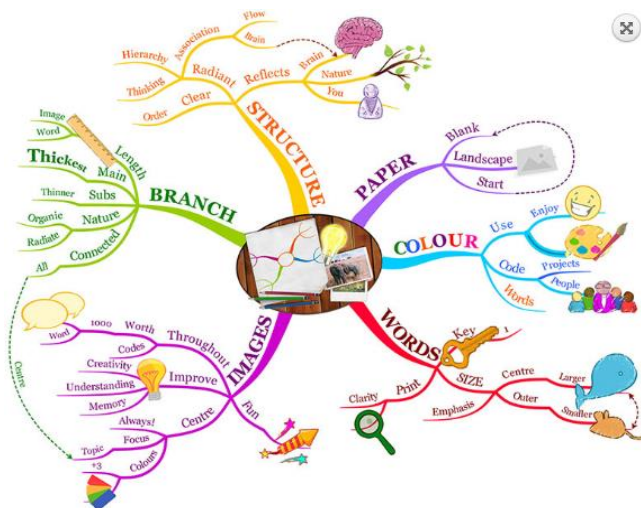 STRUCTURE
Radiant
Association
Flow
Brain
Hierarchy
Thinking
Clear
Order
Reflects
Brain
Nature
You
PAPER
Blank
Landscape
Start
COLOUR
Use
Enjoy
Code
Projects
People
Words
WORDS
Key
1
SIZE
Centre
Larger
Outer
Smaller
Emphasis
Print
Clarity
IMAGES
Throughout
Worth
1000
Word
Codes
Improve
Creativity
Understanding
Memory
Centre
Always!
Focus
Topic
Colours
+3
Fun
BRANCH
Length
Image
Word
Main
Thickest
Subs
Thinner
Nature
Organic
Radiate
Connected
All
Centre